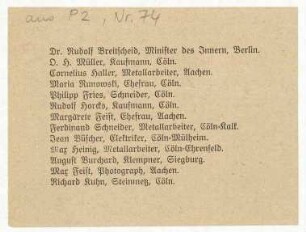 aus P2, Nr. 74
Dr. Rudolf Breitscheid, Minister des Innern, Berlin.
O. H. Müller, Kaufmann, Cöln.
Cornelius Haller, Metallarbeiter, Aachen.
Maria Runowski, Ehefrau, Cöln.
Philipp Fries, Schneider, Cöln.
Rudolf Horcks, Kaufmann, Cöln.
Margarete Feist, Ehefrau, Aachen.
Ferdinand Schneider, Metallarbeiter, Cöln-Kalk.
Jean Büscher, Elektriker, Cöln-Mülheim.
Max Heinig, Metallarbeiter, Cöln-Ehrenfeld.
August Burchard, Klempner, Siegburg.
Max Feist, Photograph, Aachen.
Richard Kuhn, Steinmetz, Cöln.